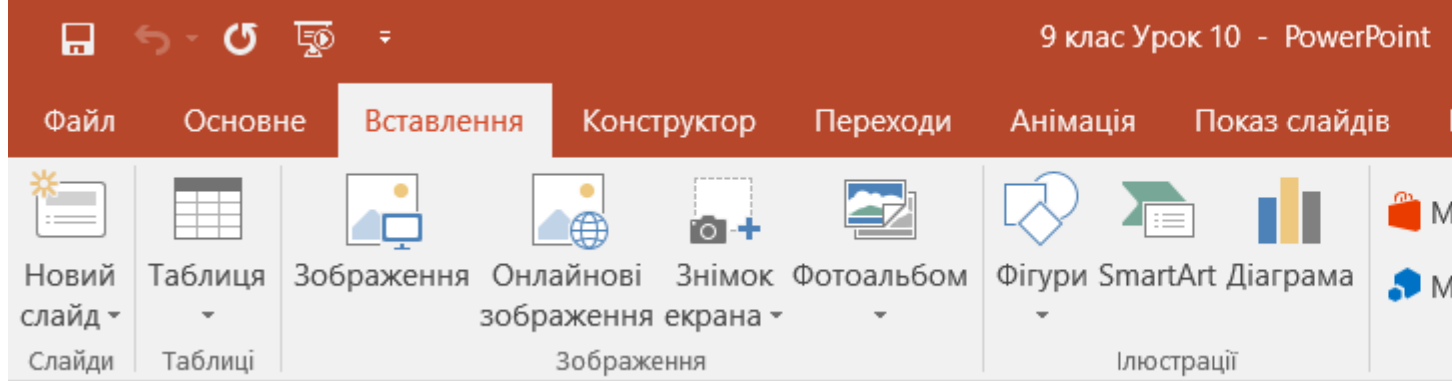 9 клас Урок 10 - PowerPoint
Файл Основне Вставлення Конструктор Переходи Анімація Показ слайдів
Новий Таблиця Зображення Онлайнові Знімок Фотоальбом Фігури SmartArt Діаграма
слайд зображення екрана
Слайди Таблиці Зображення Ілюстрації